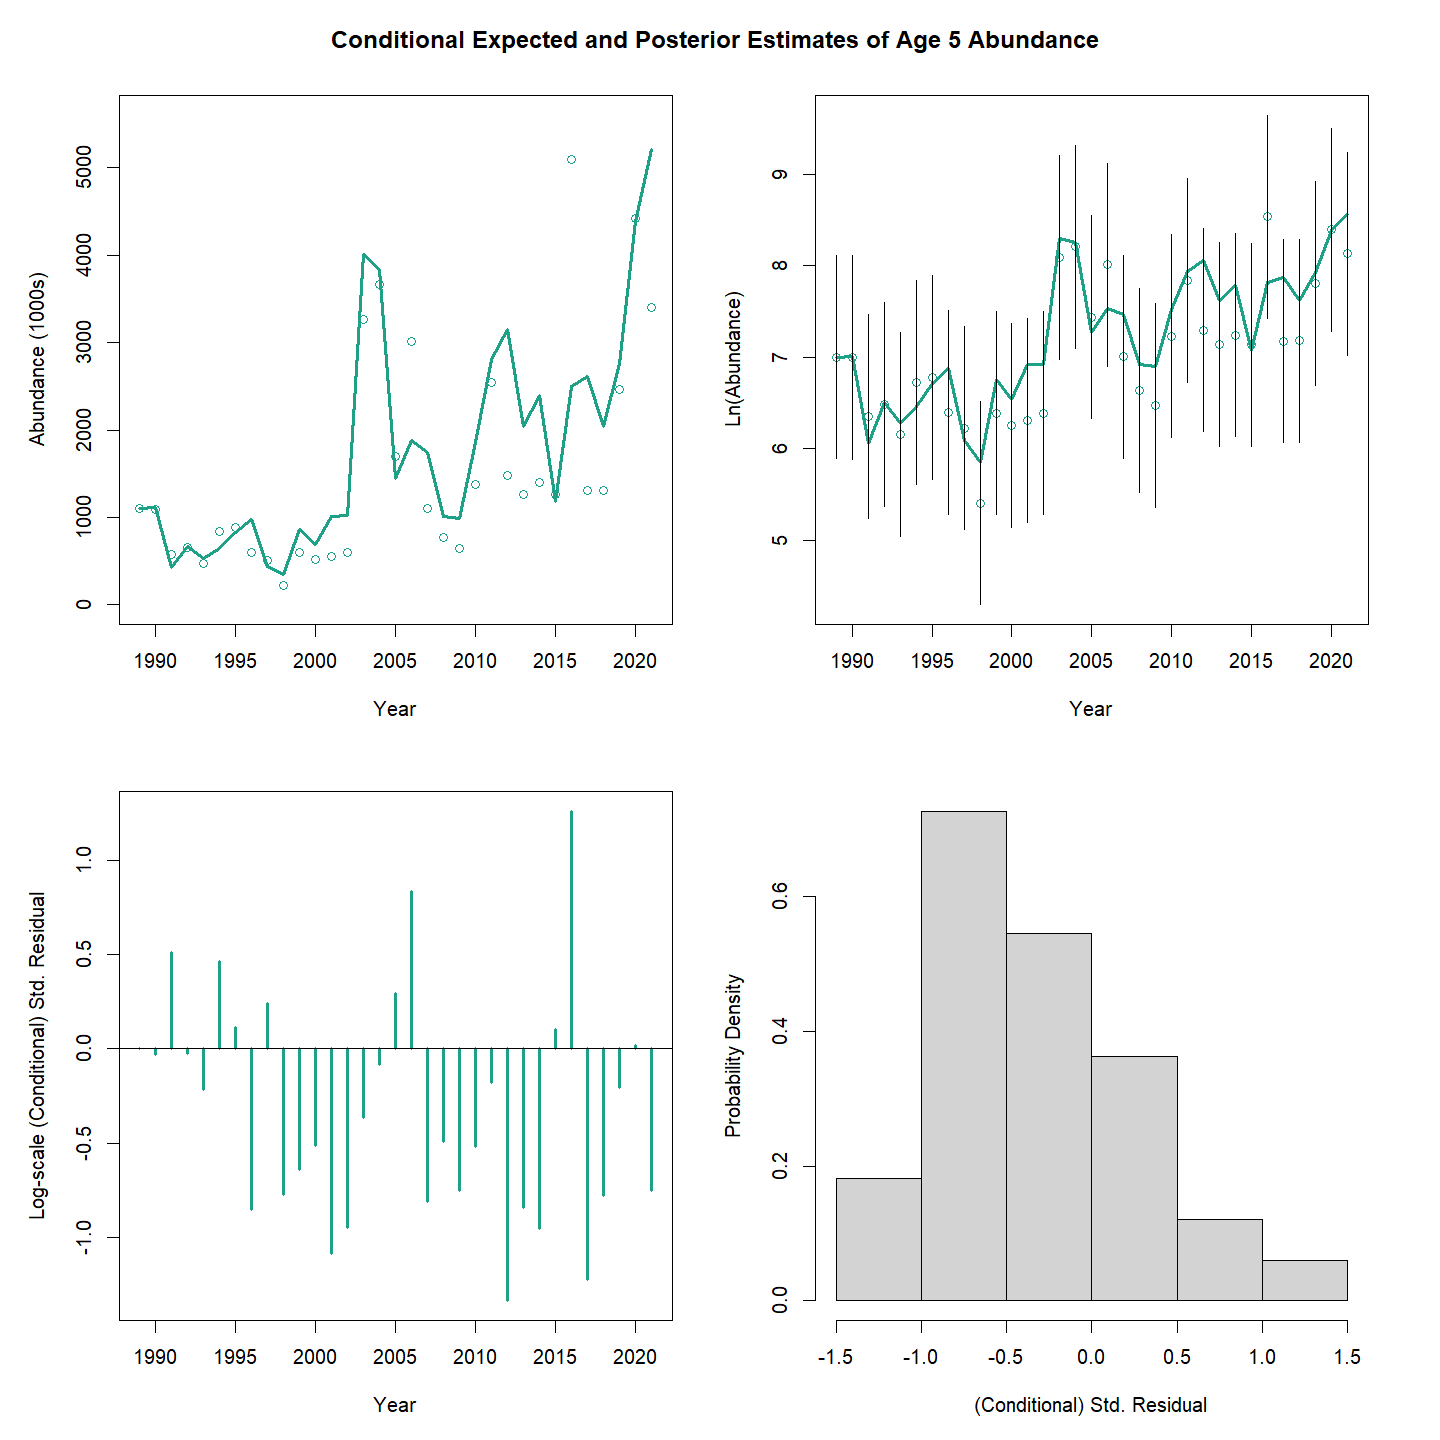 Conditional Expected and Posterior Estimates of Age 5 Abundance
Abundance (1000s)
5000
4000
3000
2000
1000
0
1990 1995 2000 2005 2010 2015 2020
Year
Ln(Abundance)
9
8
7
6
5
1990 1995 2000 2005 2010 2015 2020
Year
Log-scale (Conditional) Std. Residual
1.0
0.5
0.0
-0.5
-1.0
1990 1995 2000 2005 2010 2015 2020
Year
Probability Density
0.6
0.4
0.2
0.0
-1.5 -1.0 -0.5 0.0 0.5 1.0 1.5
(Conditional) Std. Residual